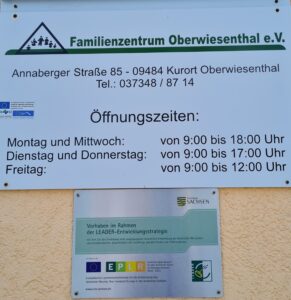 Familienzentrum Oberwiesenthal e.V.
Annaberger Straße 85 - 09484 Kurort Oberwiesenthal
Tel.: 037348 / 87 14
Öffnungszeiten:
Montag und Mittwoch: von 9:00 bis 18:00 Uhr
Dienstag und Donnerstag: von 9:00 bis 17:00 Uhr
Freitag: von 9:00 bis 12:00 Uhr
SACHSEN
Vorhaben im Rahmen
der LEADER-Entwicklungsstrategie
EPLR